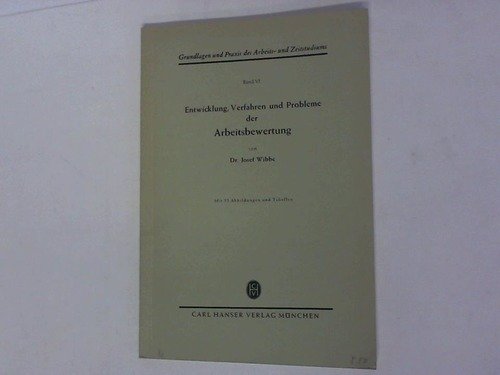 Grundlagen und Praxis des Arbeits- und Zeitstudiums
Band VI
Entwicklung, Verfahren und Probleme
der
Arbeitsbewertung
von
Dr. Josef Wibbe
Mit 35 Abbildungen und Tabellen
CARL HANSER VERLAG MÜNCHEN